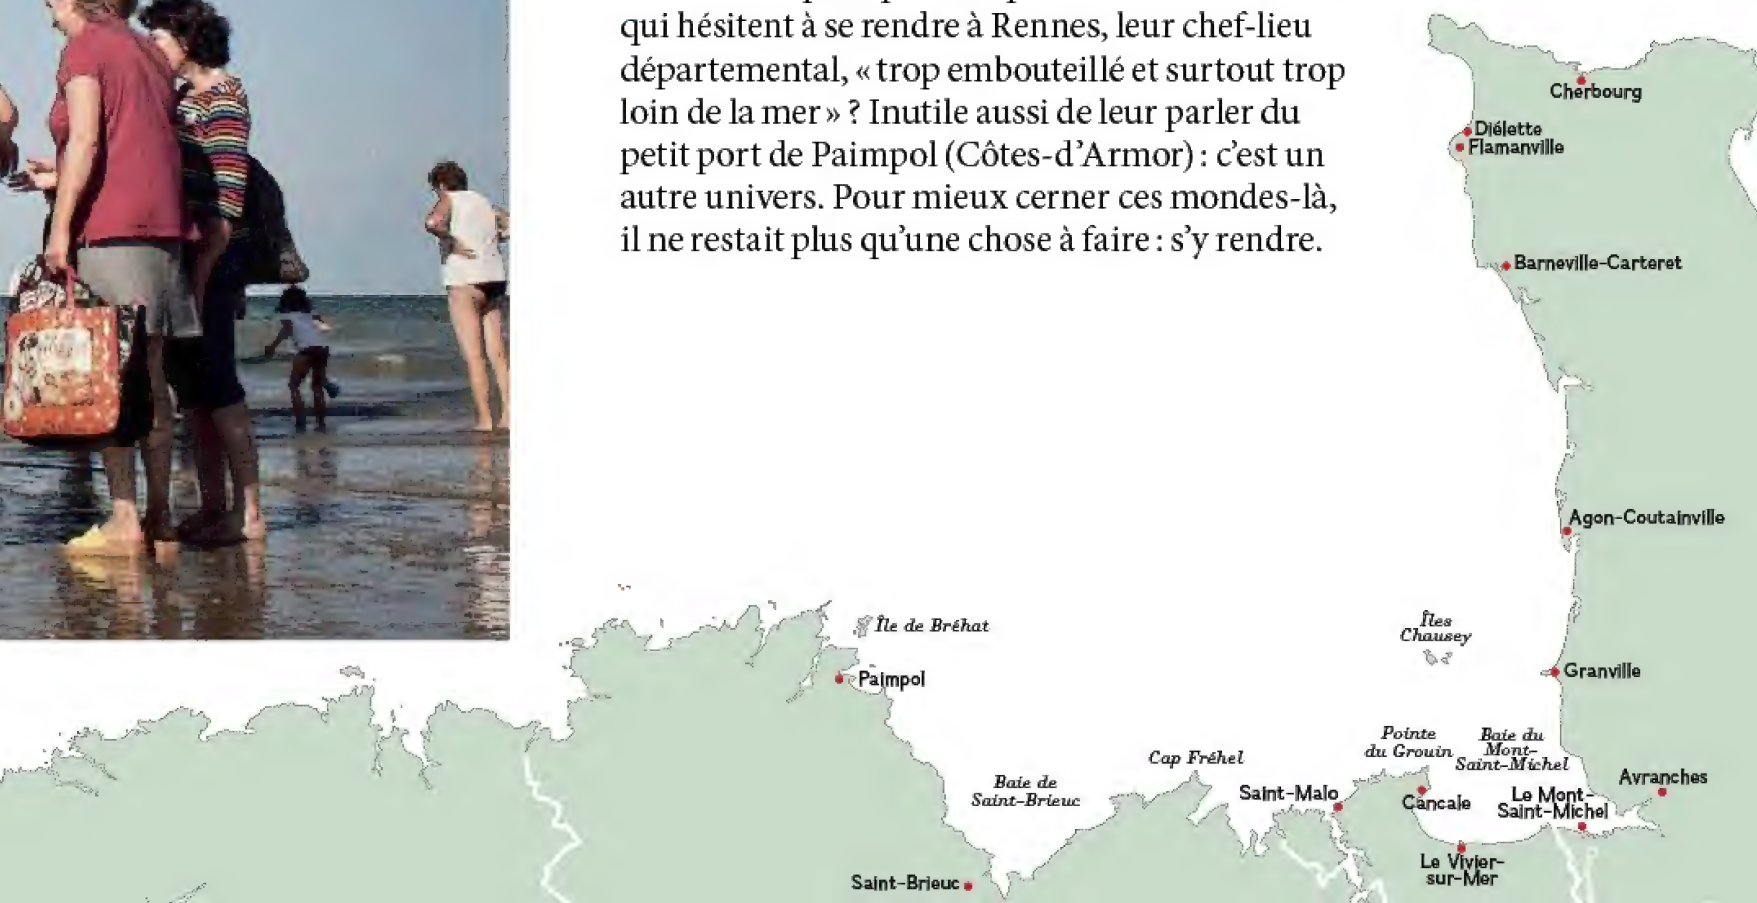 qui hésitent à se rendre à Rennes, leur chef-lieu
départemental, « trop embouteillé et surtout trop
loin de la mer » ? Inutile aussi de leur parler du
petit port de Paimpol (Côtes-d’Armor) : c’est un
autre univers. Pour mieux cerner ces mondes-là,
il ne restait plus qu’une chose à faire : s’y rendre.
Cherbourg
Diélette
Flamanville
Barneville-Carteret
Agon-Coutainville
Île de Bréhat
Îles
Chausey
Paimpol
Granville
Pointe
du Grouin
Baie du
Mont-
Saint-Michel
Cap Fréhel
Baie de
Saint-Brieuc
Avranches
Saint-Malo
Cancale
Le Mont-
Saint-Michel
Le Vivier-
sur-Mer
Saint-Brieuc